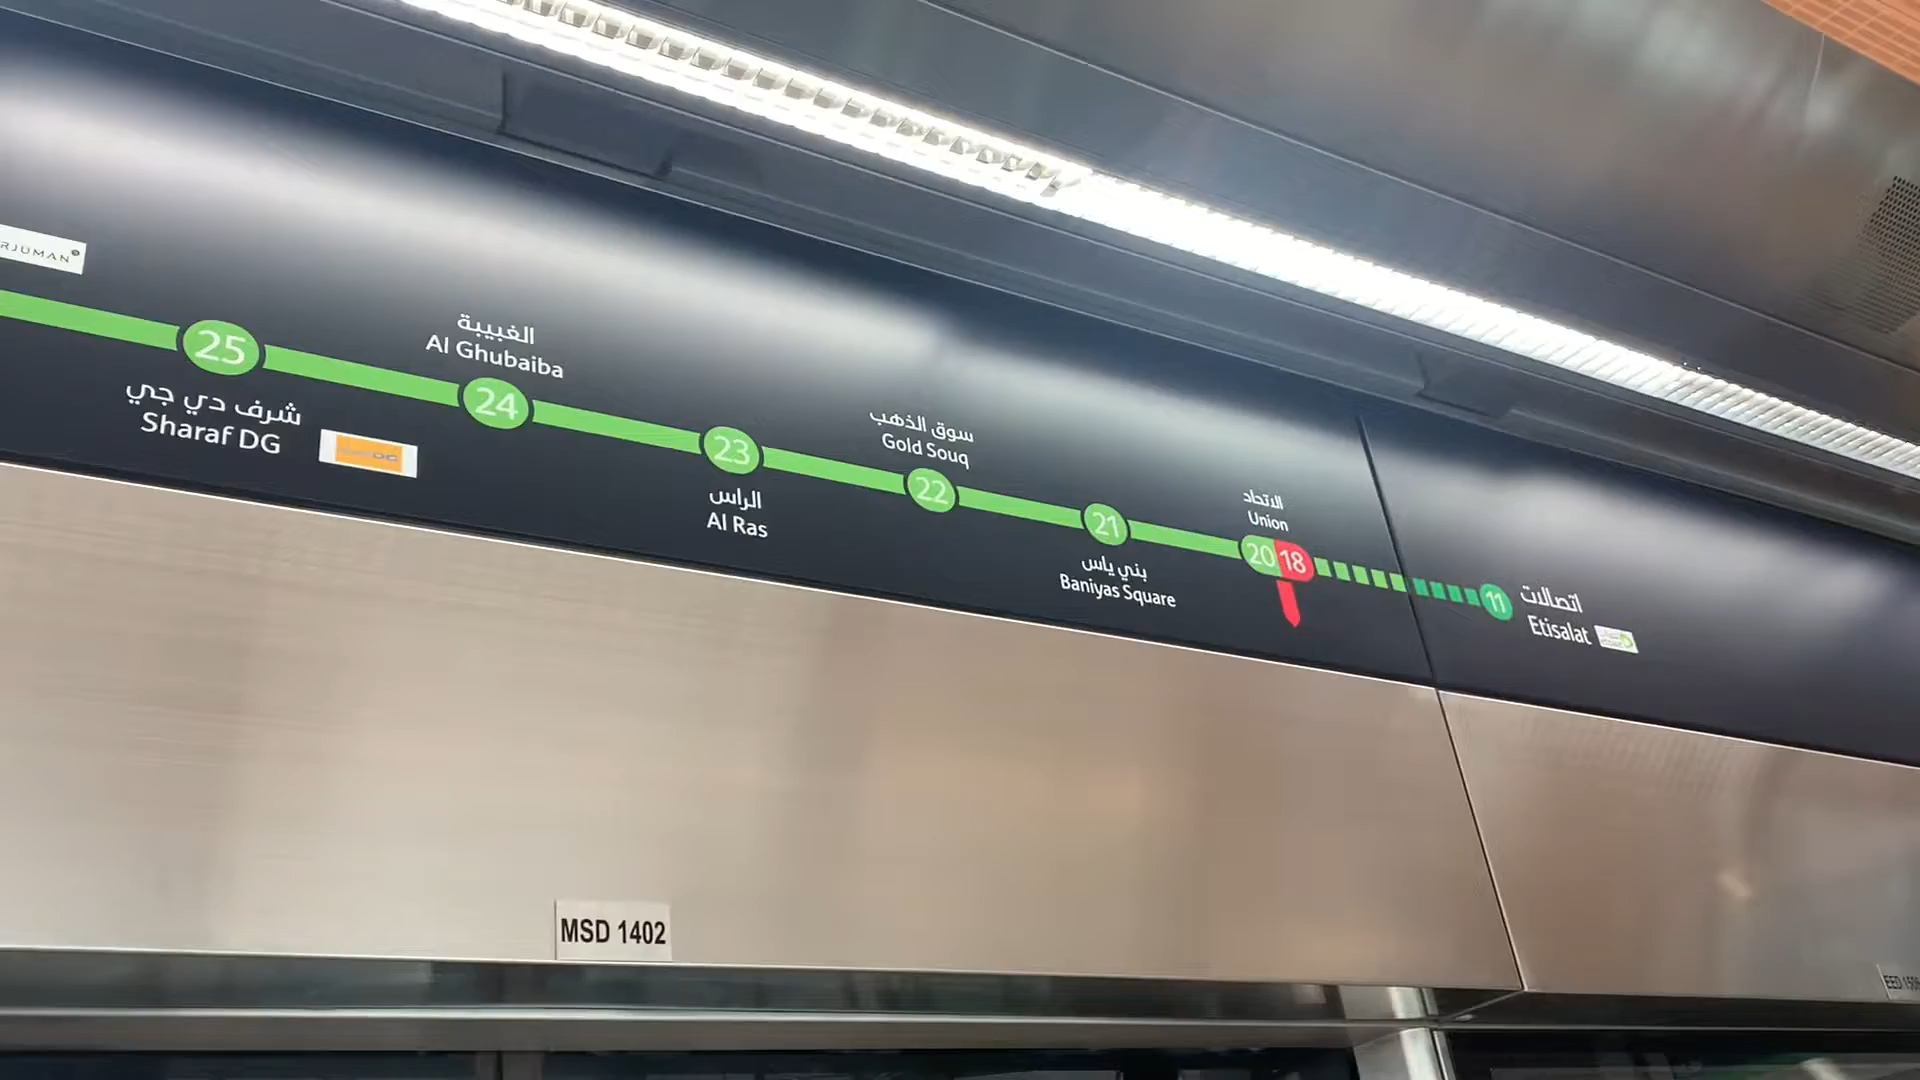 RJUMAN
25
شرف دي جي
Sharaf DG
الغبيبة
Al Ghubaiba
24
23
الراس
Al Ras
سوق الذهب
Gold Souq
22
21
بني ياس
Baniyas Square
الاتحاد
Union
20 18
11
اتصالات
Etisalat
MSD 1402